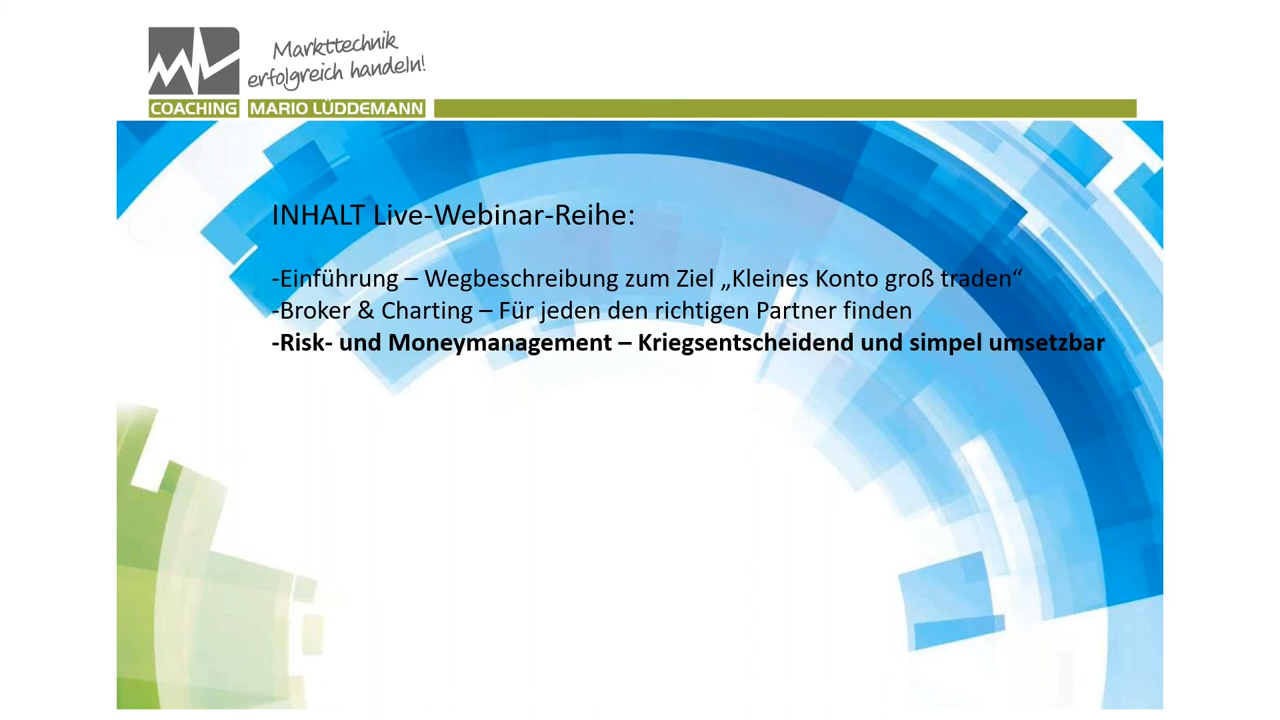 Markttechnik
erfolgreich handeln!
COACHING MARIO LÜDDEMANN
INHALT Live-Webinar-Reihe:
-Einführung – Wegbeschreibung zum Ziel „Kleines Konto groß traden“
-Broker & Charting – Für jeden den richtigen Partner finden
-Risk- und Moneymanagement – Kriegsentscheidend und simpel umsetzbar